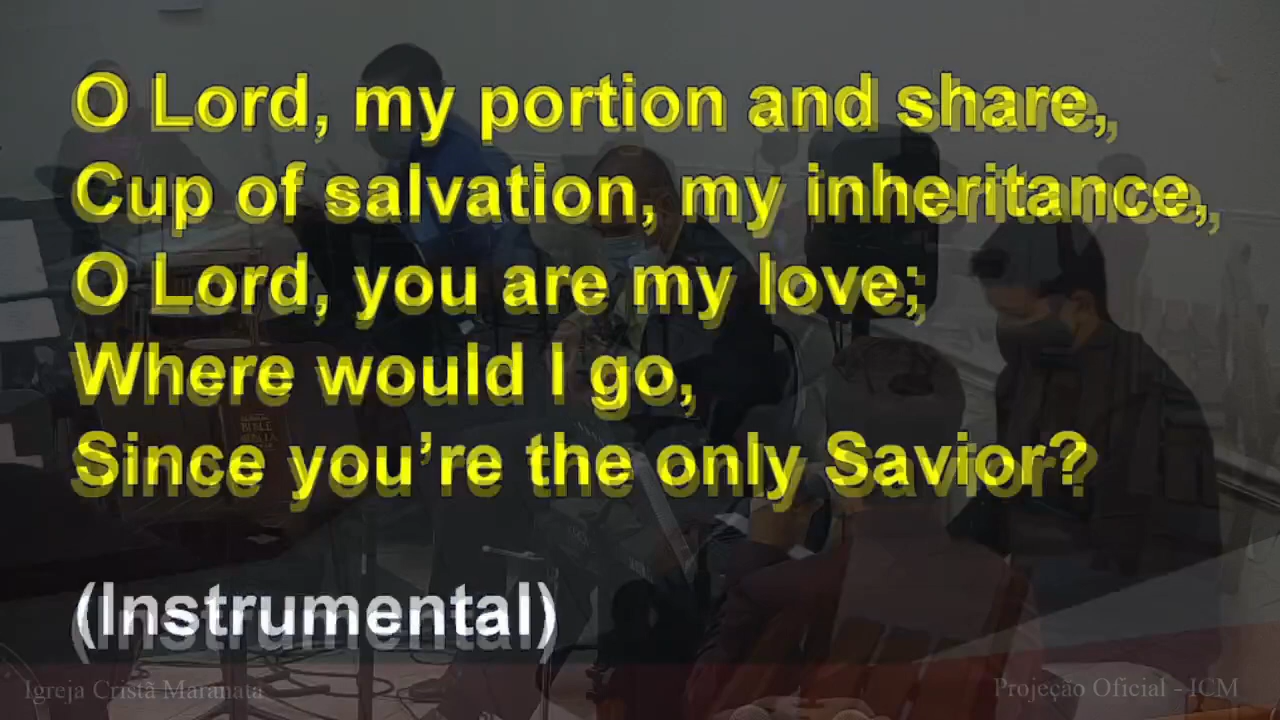 O Lord, my portion and share,
Cup of salvation, my inheritance,
O Lord, you are my love;
Where would I go,
Since you're the only Savior?
(Instrumental)
BIBLE
Igreja Cristã Maranata
Projeção Oficial - ICM